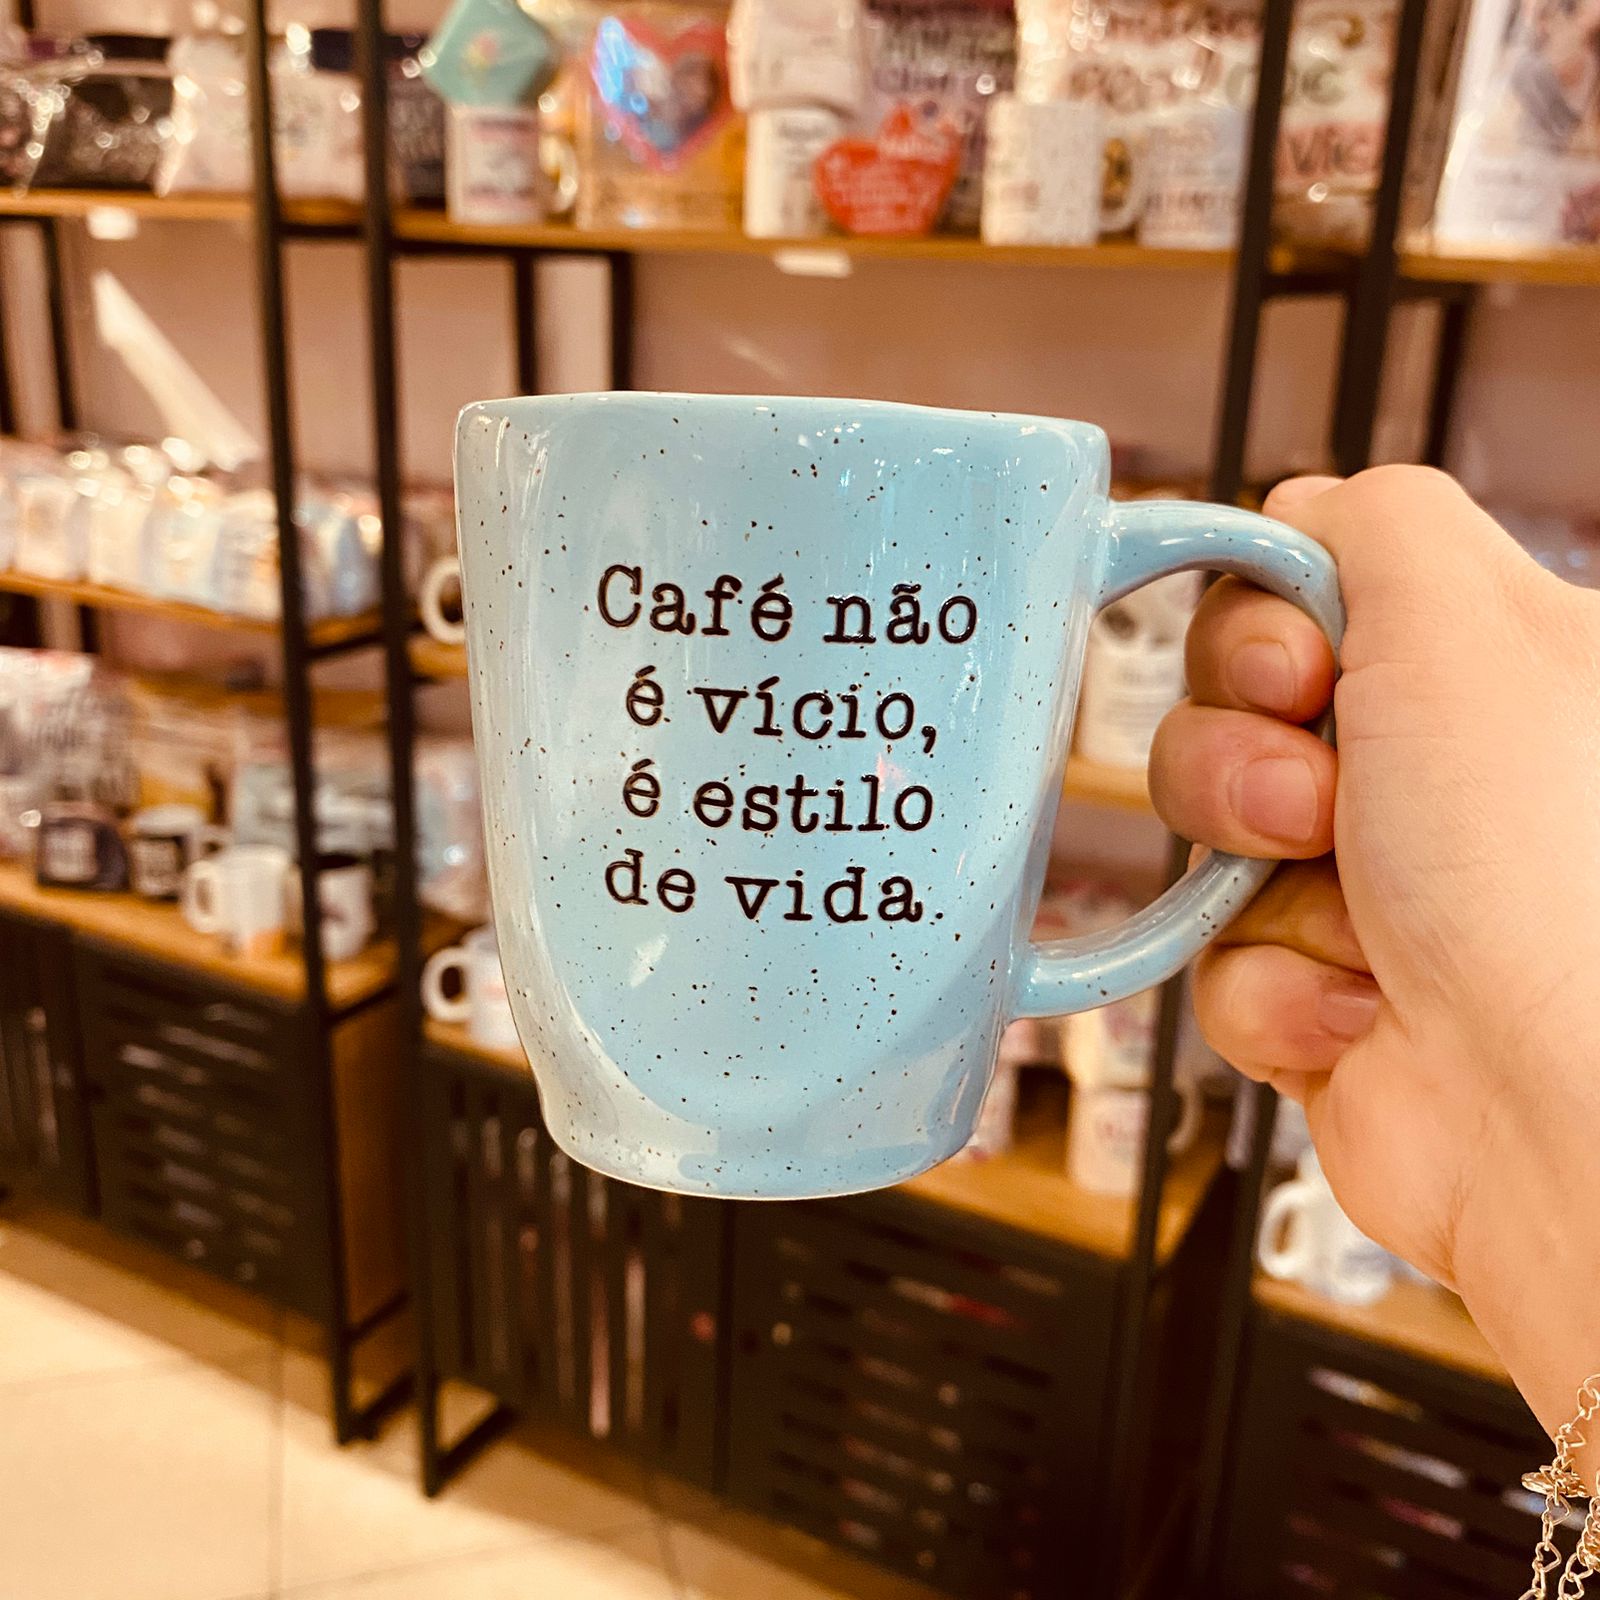 Café não
é vício,
é estilo
de vida.